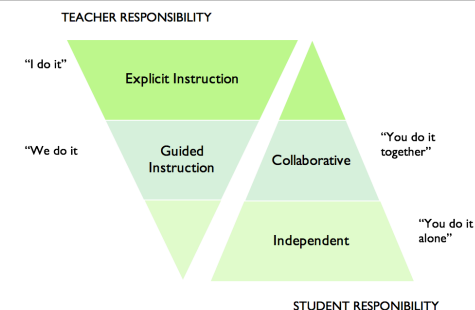 TEACHER RESPONSIBILITY
“I do it”
Explicit Instruction
“We do it
Guided
Instruction
Collaborative
“You do it
together”
Independent
“You do it
alone”
STUDENT RESPONIBILITY